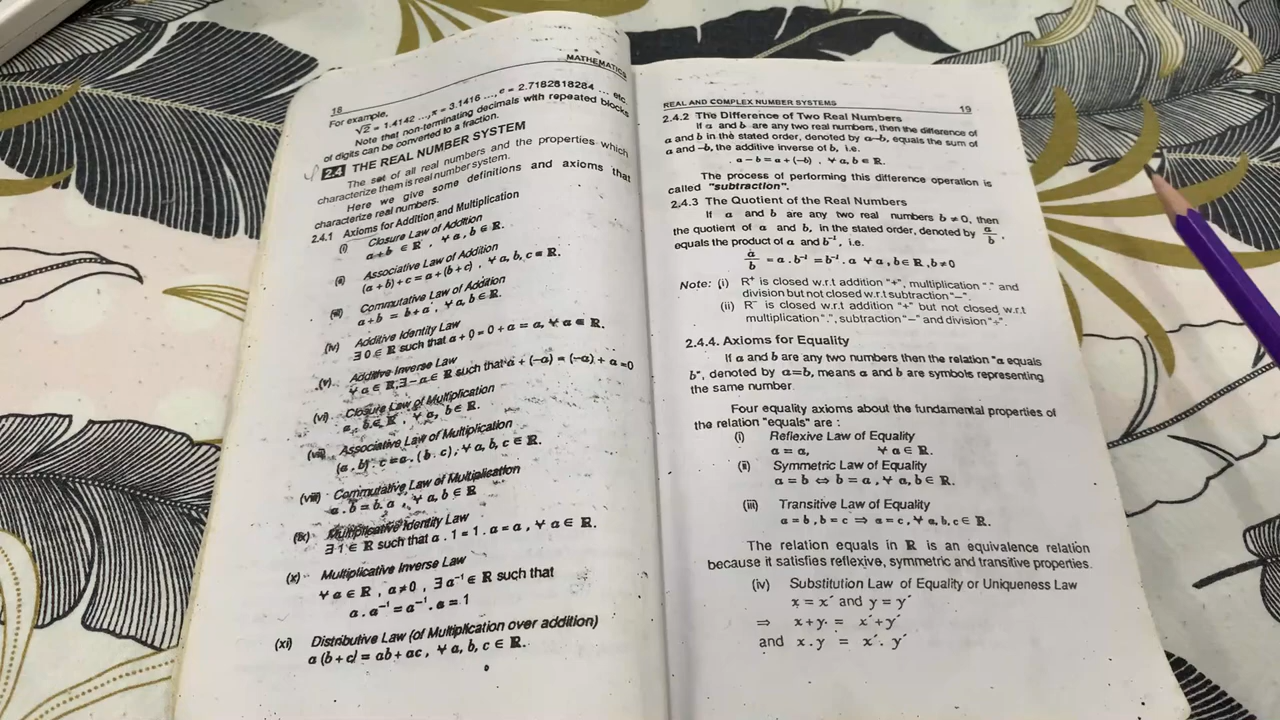 18
MATHEMATICS
For example,
√2 = 1.4142 ..., π = 3.1416 ..., e = 2.7182818284 ... etc.
Note that non-terminating decimals with repeated blocks
of digits can be converted to a fraction.
2.4 THE REAL NUMBER SYSTEM
The set of all real numbers and the properties which
characterize them is real number system.
Here we give some definitions and axioms that
characterize real numbers.
2.4.1 Axioms for Addition and Multiplication
(i) Closure Law of Addition
a+b ∈ ℝ , ∀ a, b ∈ ℝ.
(ii) Associative Law of Addition
(a + b) + c = a + (b + c) , ∀ a, b, c ∈ ℝ.
(iii) Commutative Law of Addition
a + b = b + a , ∀ a, b ∈ ℝ.
(iv) Additive Identity Law
∃ 0 ∈ ℝ such that a + 0 = 0 + a = a, ∀ a ∈ ℝ.
(v) Additive Inverse Law
∀ a ∈ ℝ, ∃ – a ∈ ℝ such that a + (–a) = (–a) + a = 0
(vi) Closure Law of Multiplication
a . b ∈ ℝ , ∀ a, b ∈ ℝ.
(vii) Associative Law of Multiplication
(a . b) . c = a . (b . c) , ∀ a, b, c ∈ ℝ.
(viii) Commutative Law of Multiplication
a . b = b. a , ∀ a, b ∈ ℝ
(ix) Multiplicative Identity Law
∃ 1 ∈ ℝ such that a . 1 = 1 . a = a , ∀ a ∈ ℝ.
(x) Multiplicative Inverse Law
∀ a ∈ ℝ , a ≠ 0 , ∃ a⁻¹ ∈ ℝ such that
a . a⁻¹ = a⁻¹ . a = 1
(xi) Distributive Law (of Multiplication over addition)
a (b + c) = ab + ac , ∀ a, b, c ∈ ℝ.
REAL AND COMPLEX NUMBER SYSTEMS
19
2.4.2 The Difference of Two Real Numbers
If a and b are any two real numbers, then the difference of
a and b in the stated order, denoted by a–b, equals the sum of
a and –b, the additive inverse of b, i.e.
a – b = a + (–b) , ∀ a, b ∈ ℝ.
The process of performing this difference operation is
called "subtraction".
2.4.3 The Quotient of the Real Numbers
If a and b are any two real numbers b ≠ 0, then
the quotient of a and b, in the stated order, denoted by a/b ,
equals the product of a and b⁻¹, i.e.
a/b = a . b⁻¹ = b⁻¹ . a ∀ a, b ∈ ℝ, b ≠ 0
Note: (i) R⁺ is closed w.r.t addition "+", multiplication "." and
division but not closed w.r.t subtraction "–".
(ii) R⁻ is closed w.r.t addition "+" but not closed w.r.t
multiplication ".", subtraction "–" and division "÷".
2.4.4. Axioms for Equality
If a and b are any two numbers then the relation "a equals
b", denoted by a=b, means a and b are symbols representing
the same number.
Four equality axioms about the fundamental properties of
the relation "equals" are :
(i) Reflexive Law of Equality
a = a, ∀ a ∈ ℝ.
(ii) Symmetric Law of Equality
a = b ⇔ b = a , ∀ a, b ∈ ℝ.
(iii) Transitive Law of Equality
a = b , b = c ⇒ a = c, ∀ a, b, c ∈ ℝ.
The relation equals in ℝ is an equivalence relation
because it satisfies reflexive, symmetric and transitive properties.
(iv) Substitution Law of Equality or Uniqueness Law
x = x′ and y = y′
⇒ x + y = x′ + y′
and x . y = x′. y′